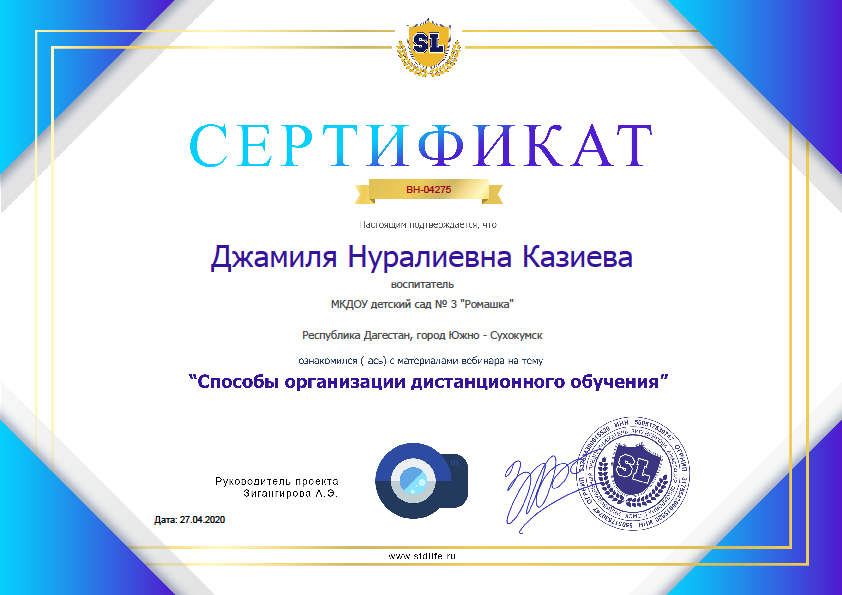 SL
СЕРТИФИКАТ
ВН-04275
Настоящим подтверждается, что
Джамиля Нуралиевна Казиева
воспитатель
МКДОУ детский сад № 3 "Ромашка"
Республика Дагестан, город Южно - Сухокумск
ознакомился (-ась) с материалами вебинара на тему
“Способы организации дистанционного обучения”
Руководитель проекта
Зигангирова А.Э.
SL
Дата: 27.04.2020
www.stdlife.ru